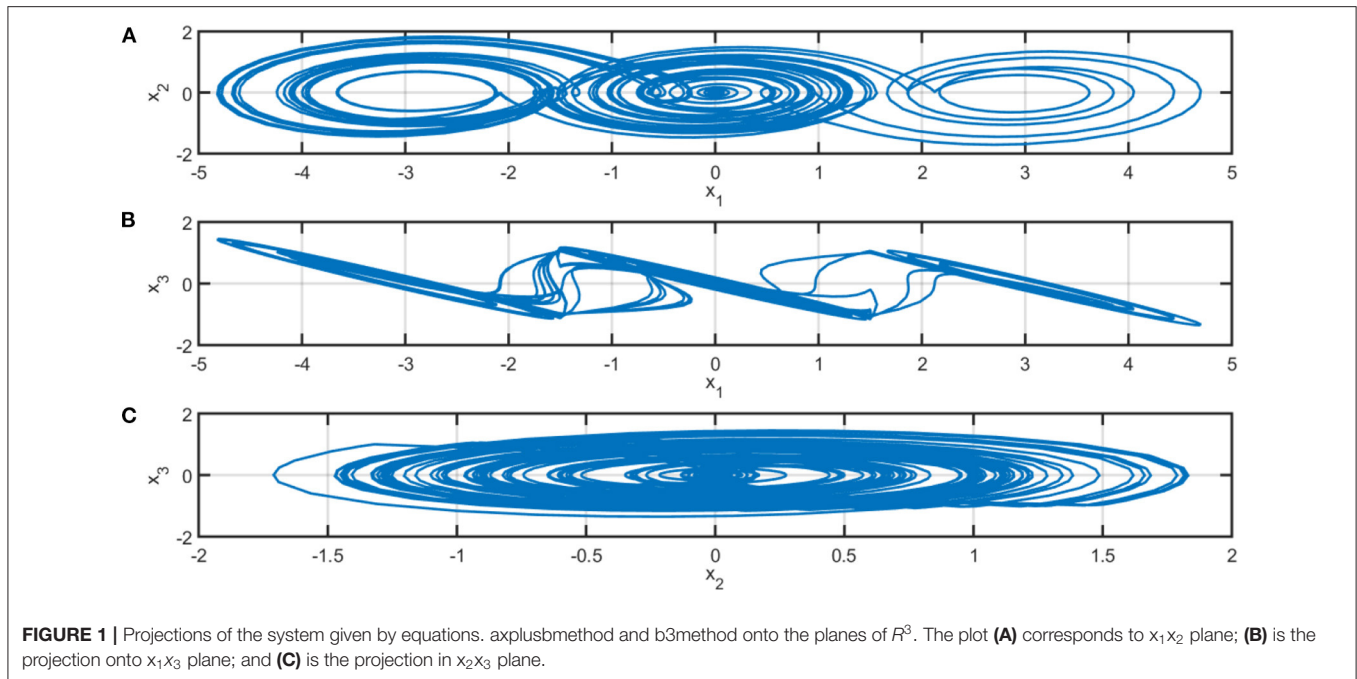 A
2
0
-2
x₂
-5 -4 -3 -2 -1 0 1 2 3 4 5
x₁
B
2
0
-2
x₃
-5 -4 -3 -2 -1 0 1 2 3 4 5
x₁
C
2
0
-2
x₃
-2 -1.5 -1 -0.5 0 0.5 1 1.5 2
x₂
FIGURE 1 | Projections of the system given by equations. axplusbmethod and b3method onto the planes of R³. The plot (A) corresponds to x₁x₂ plane; (B) is the
projection onto x₁x₃ plane; and (C) is the projection in x₂x₃ plane.